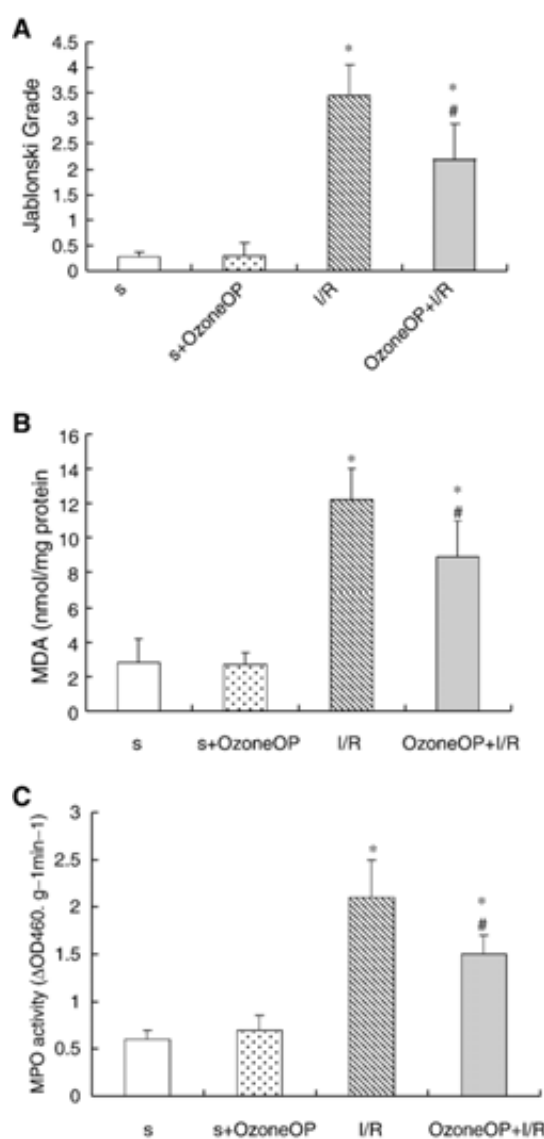 A
Jablonski Grade
4.5
4
3.5
3
2.5
2
1.5
1
0.5
0
*
*
#
s
s+OzoneOP
I/R
OzoneOP+I/R
B
MDA (nmol/mg protein
16
14
12
10
8
6
4
2
0
*
*
#
s s+OzoneOP I/R OzoneOP+I/R
C
MPO activity (ΔOD460. g–1min–1)
3
2.5
2
1.5
1
0.5
0
*
*
#
s s+OzoneOP I/R OzoneOP+I/R